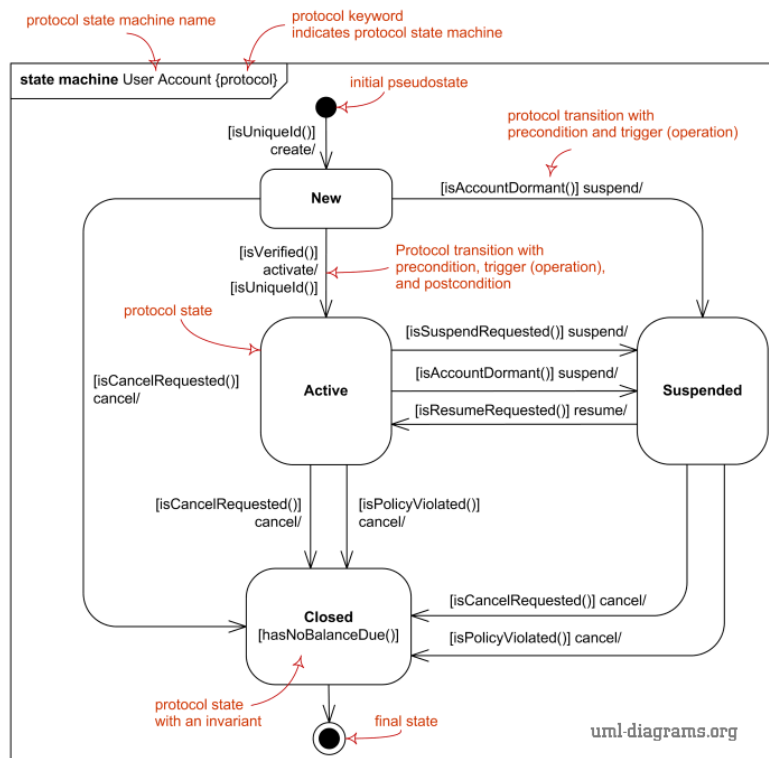 protocol state machine name
protocol keyword
indicates protocol state machine
state machine User Account {protocol}
initial pseudostate
[isUniqueId()]
create/
protocol transition with
precondition and trigger (operation)
New
[isAccountDormant()] suspend/
[isVerified()]
activate/
[isUniqueId()]
Protocol transition with
precondition, trigger (operation),
and postcondition
protocol state
[isCancelRequested()]
cancel/
Active
[isSuspendRequested()] suspend/
[isAccountDormant()] suspend/
[isResumeRequested()] resume/
Suspended
[isCancelRequested()]
cancel/
[isPolicyViolated()]
cancel/
Closed
[hasNoBalanceDue()]
[isCancelRequested()] cancel/
[isPolicyViolated()] cancel/
protocol state
with an invariant
final state
uml-diagrams.org